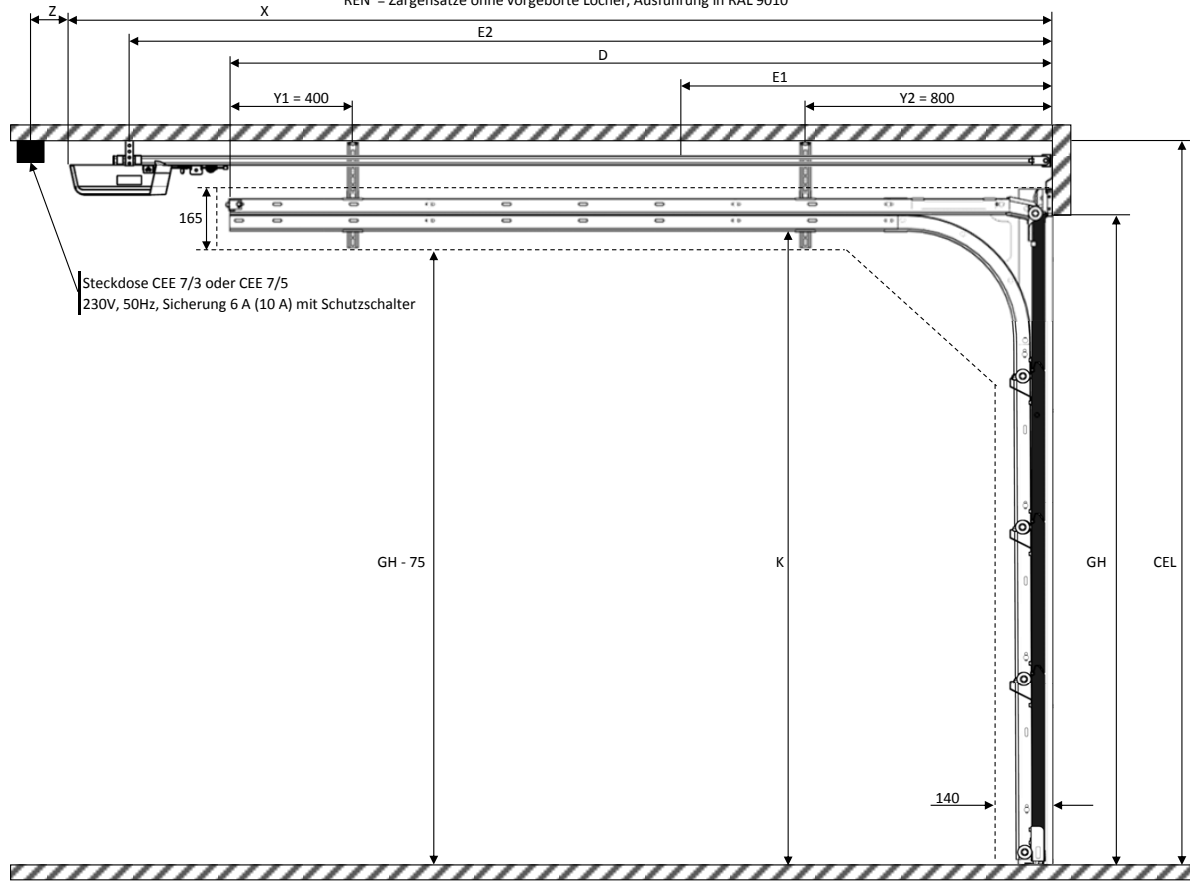 REN = Zargensätze ohne vorgebörte Löcher, Ausführung in RAL 9010
Z
X
E2
D
E1
Y1 = 400
Y2 = 800
165
Steckdose CEE 7/3 oder CEE 7/5
230V, 50Hz, Sicherung 6 A (10 A) mit Schutzschalter
GH - 75
K
GH
CEL
140